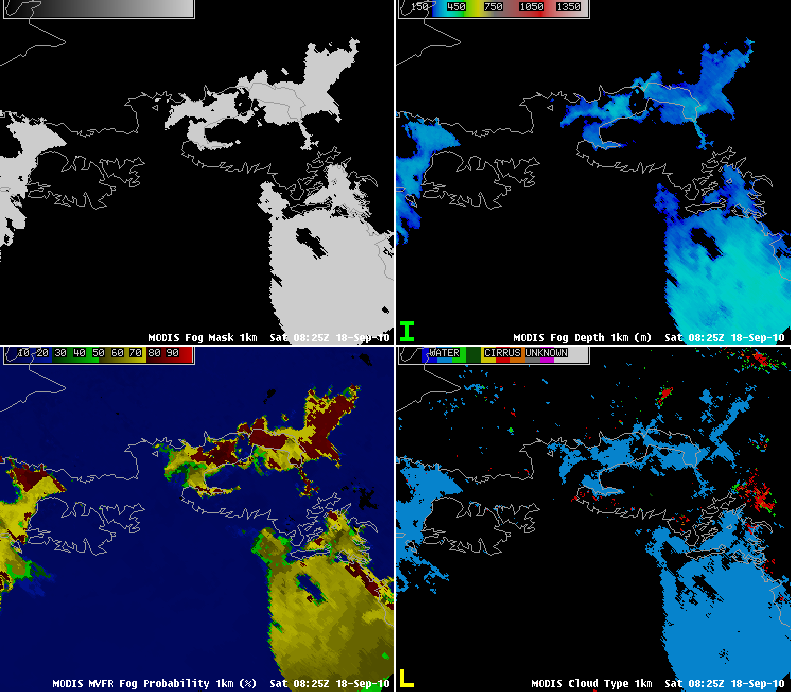 150 450 750 1050 1350
MODIS Fog Mask 1km Sat 08:25Z 18-Sep-10
MODIS Fog Depth 1km (m) Sat 08:25Z 18-Sep-10
I
10 20 30 40 50 60 70 80 90
WATER CIRRUS UNKNOWN
MODIS MVFR Fog Probability 1km (%) Sat 08:25Z 18-Sep-10
MODIS Cloud Type 1km Sat 08:25Z 18-Sep-10
L